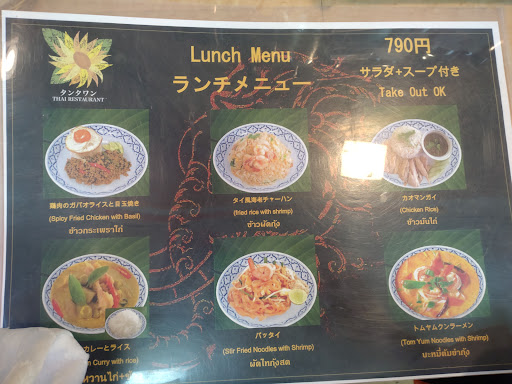 タンタワン
THAI RESTAURANT
Lunch Menu
ランチメニュー
790円
サラダ+スープ付き
Take Out OK
鶏肉のガパオライスと目玉焼き
(Spicy Fried Chicken with Basil)
ข้าวกระเพราไก่
タイ風海老チャーハン
(fried rice with shrimp)
ข้าวผัดกุ้ง
カオマンガイ
(Chicken Rice)
ข้าวมันไก่
カレーとライス
Curry with rice)
หวานไก่+
パッタイ
(Stir Fried Noodles with Shrimp)
ผัดไทกุ้งสด
トムヤムクンラーメン
(Tom Yum Noodles with Shrimp)
บะหมี่ต้มยำกุ้ง